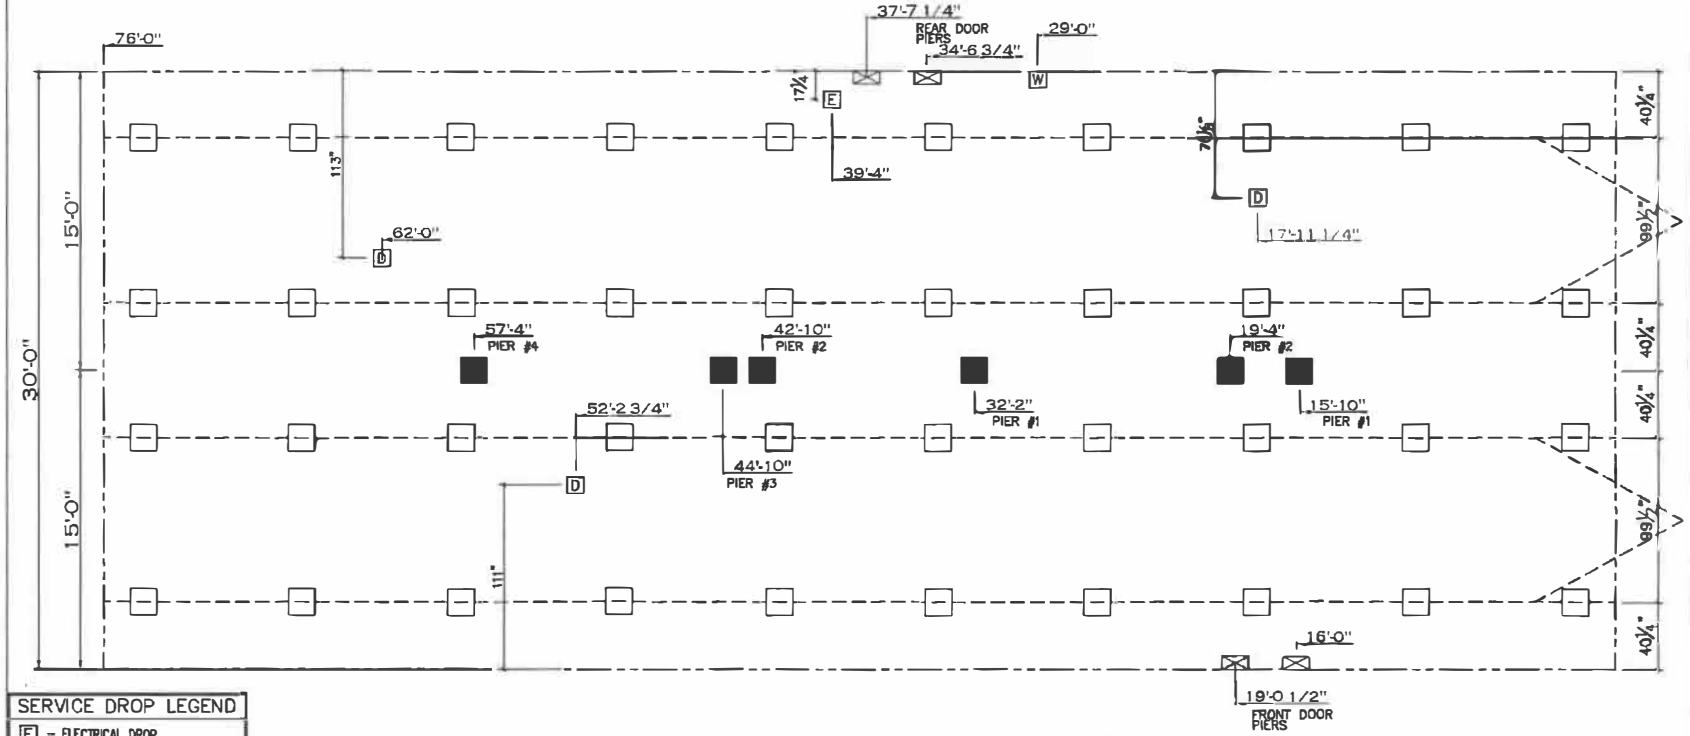 37'-7 1/4"
REAR DOOR
PIERS
76'-0"
29'-0"
34'-6 3/4"
17 1/4
E
W
40 1/4"
113"
76 1/2"
39'-4"
15'-0"
D
62'-0"
17'-11 1/4"
99 1/2"
D
57'-4"
PIER #4
42'-10"
PIER #2
19'-4"
PIER #2
40 1/4"
30'-0"
52'-2 3/4"
32'-2"
PIER #1
15'-10"
PIER #1
40 1/4"
44'-10"
PIER #3
D
15'-0"
111"
99 1/2"
16'-0"
40 1/4"
19'-0 1/2"
FRONT DOOR
PIERS
SERVICE DROP LEGEND
E = ELECTRICAL DROP